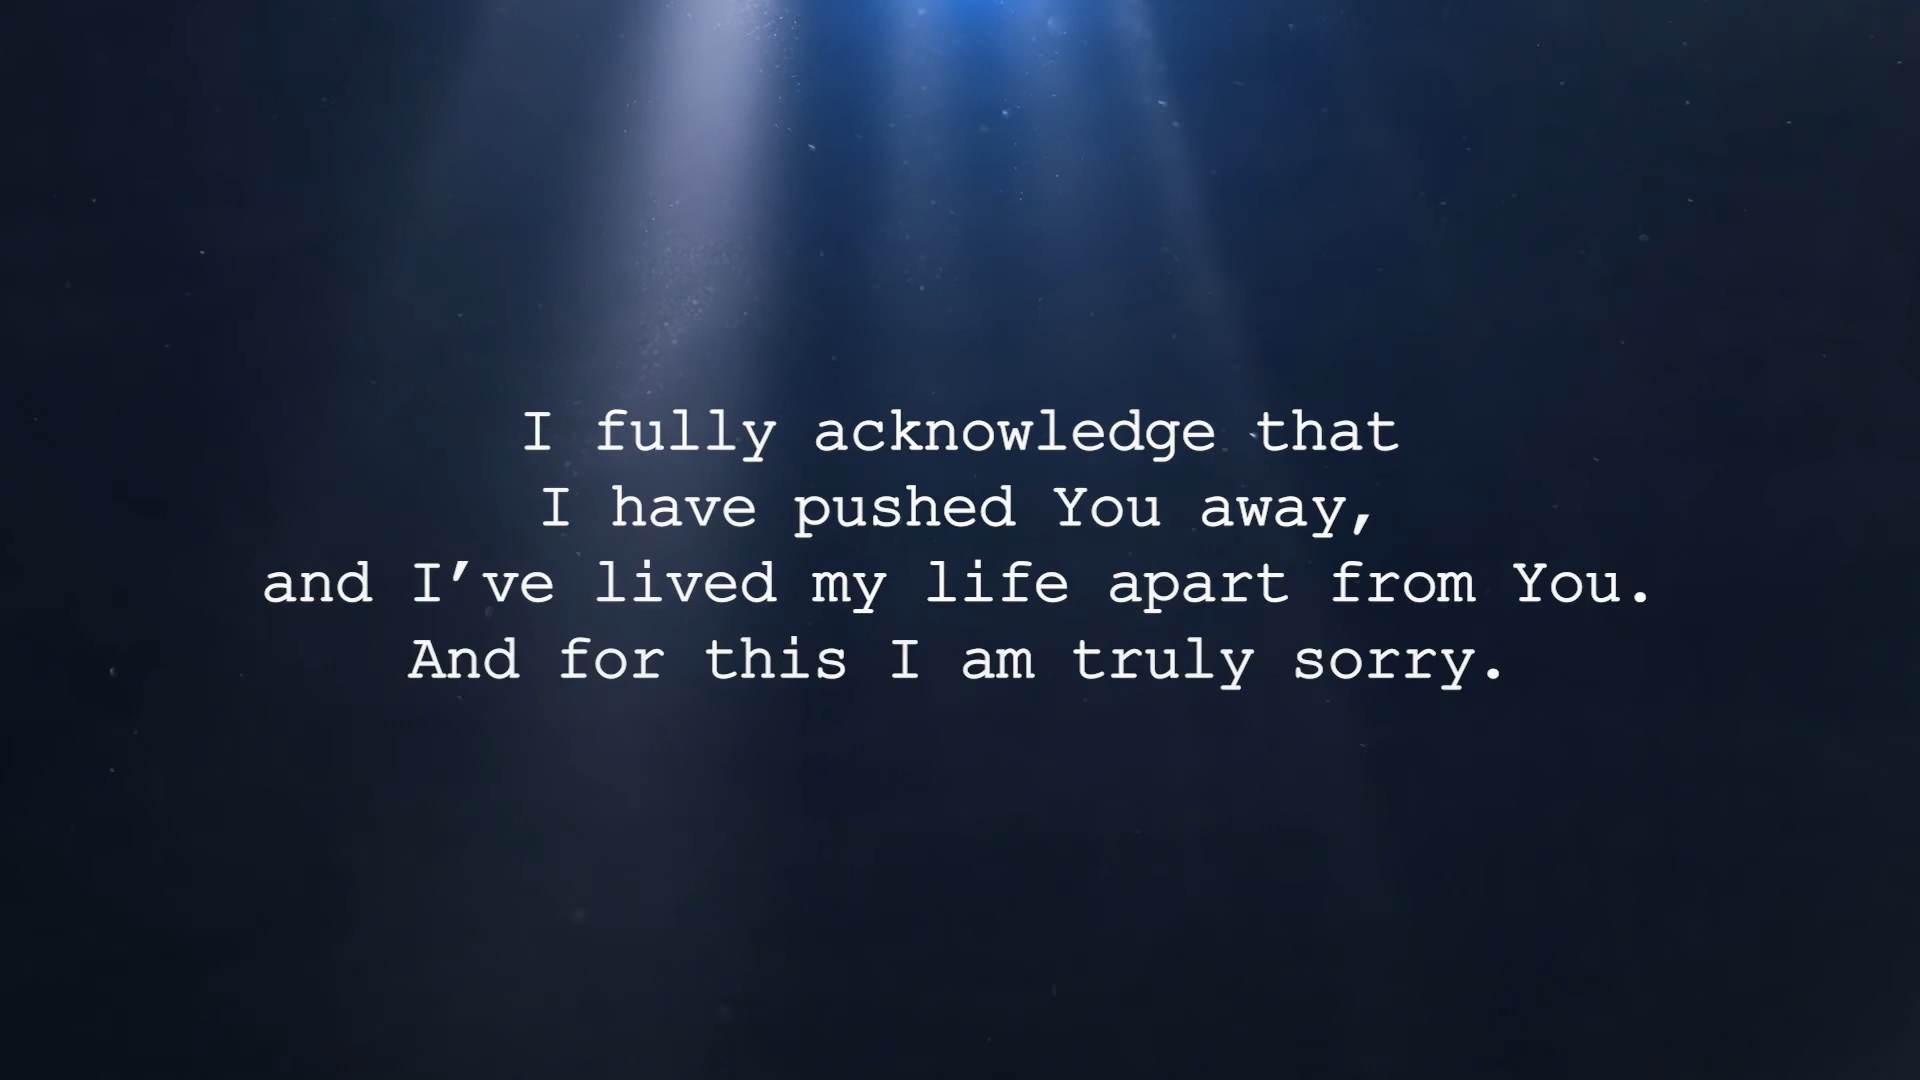 I fully acknowledge that
I have pushed You away,
and I’ve lived my life apart from You.
And for this I am truly sorry.